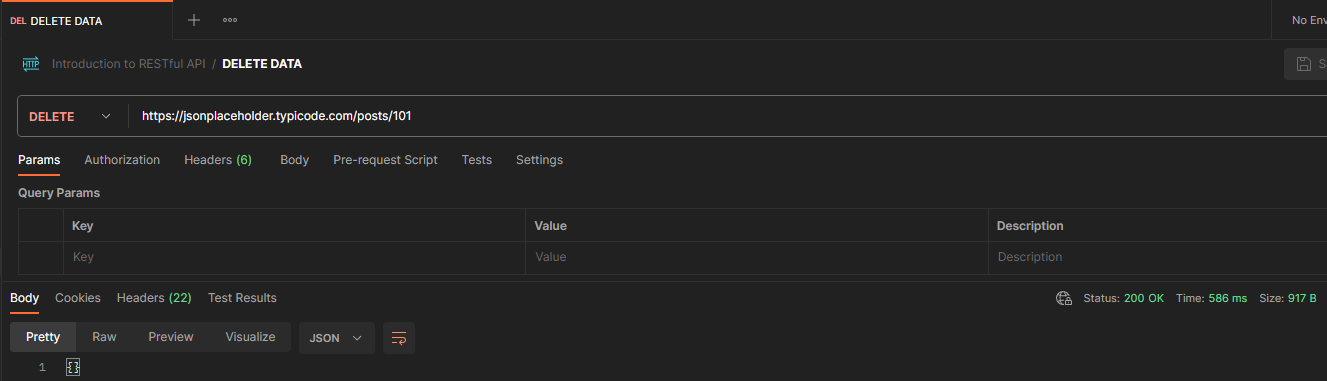 DEL DELETE DATA
No Env
HTTP Introduction to RESTful API / DELETE DATA
S
DELETE https://jsonplaceholder.typicode.com/posts/101
Params Authorization Headers (6) Body Pre-request Script Tests Settings
Query Params
Key Value Description
Key Value Description
Body Cookies Headers (22) Test Results Status: 200 OK Time: 586 ms Size: 917 B
Pretty Raw Preview Visualize JSON
1 {}